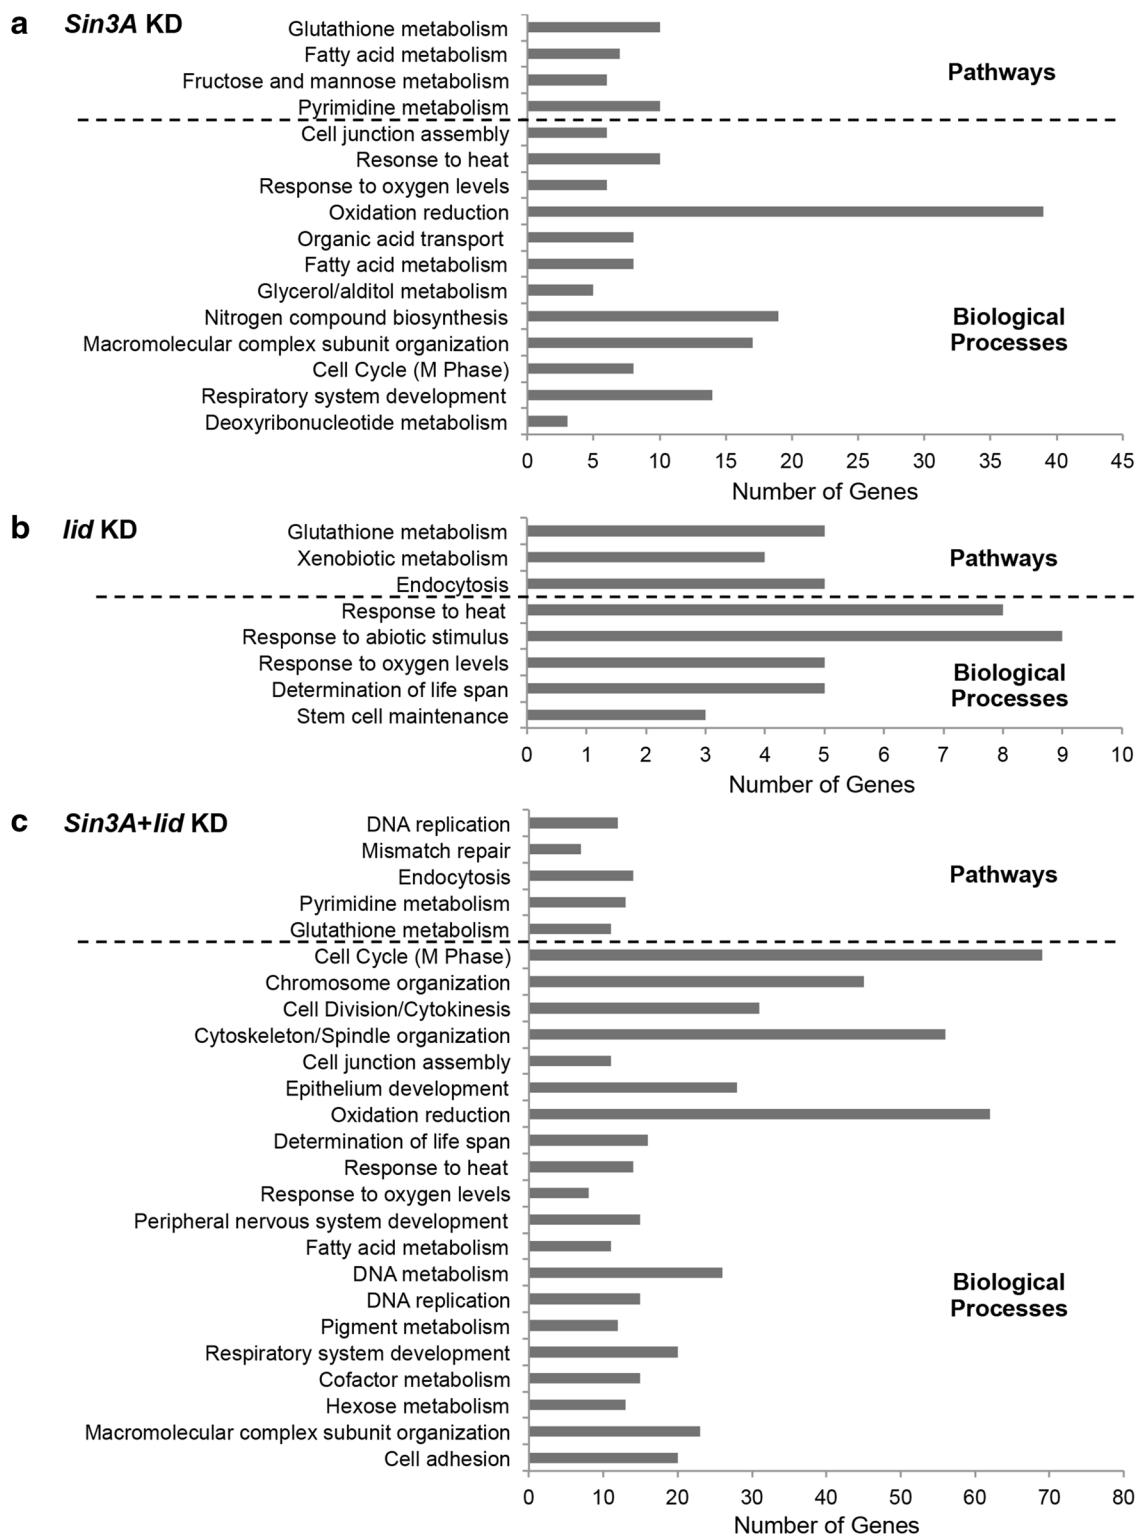 a Sin3A KD
Glutathione metabolism
Fatty acid metabolism
Fructose and mannose metabolism
Pyrimidine metabolism
Pathways
Cell junction assembly
Resonse to heat
Response to oxygen levels
Oxidation reduction
Organic acid transport
Fatty acid metabolism
Glycerol/alditol metabolism
Nitrogen compound biosynthesis
Macromolecular complex subunit organization
Cell Cycle (M Phase)
Respiratory system development
Deoxyribonucleotide metabolism
Biological
Processes
0 5 10 15 20 25 30 35 40 45
Number of Genes
b lid KD
Glutathione metabolism
Xenobiotic metabolism
Endocytosis
Pathways
Response to heat
Response to abiotic stimulus
Response to oxygen levels
Determination of life span
Stem cell maintenance
Biological
Processes
0 1 2 3 4 5 6 7 8 9 10
Number of Genes
c Sin3A+lid KD
DNA replication
Mismatch repair
Endocytosis
Pyrimidine metabolism
Glutathione metabolism
Pathways
Cell Cycle (M Phase)
Chromosome organization
Cell Division/Cytokinesis
Cytoskeleton/Spindle organization
Cell junction assembly
Epithelium development
Oxidation reduction
Determination of life span
Response to heat
Response to oxygen levels
Peripheral nervous system development
Fatty acid metabolism
DNA metabolism
DNA replication
Pigment metabolism
Respiratory system development
Cofactor metabolism
Hexose metabolism
Macromolecular complex subunit organization
Cell adhesion
Biological
Processes
0 10 20 30 40 50 60 70 80
Number of Genes